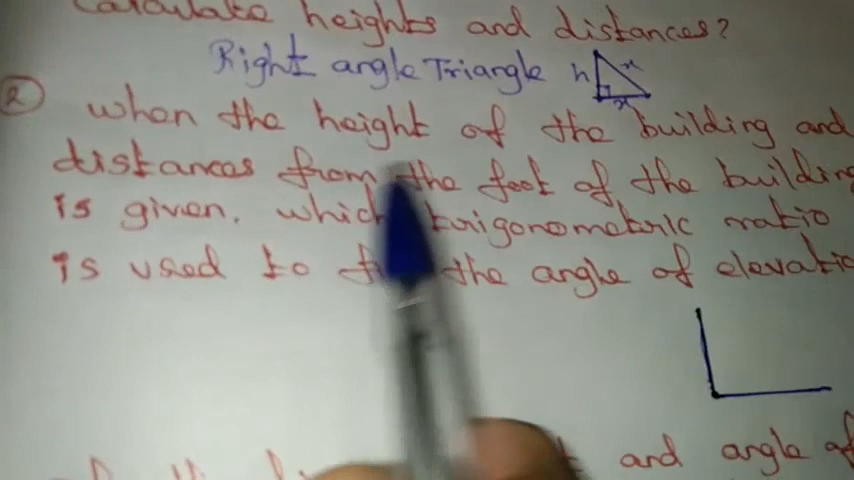 Calculate heights and distances?
Right angle Triangle h x x
2 when the height of the building and
distances from the foot of the building
is given. which trigonometric ratio
is used to the angle of
and angle of